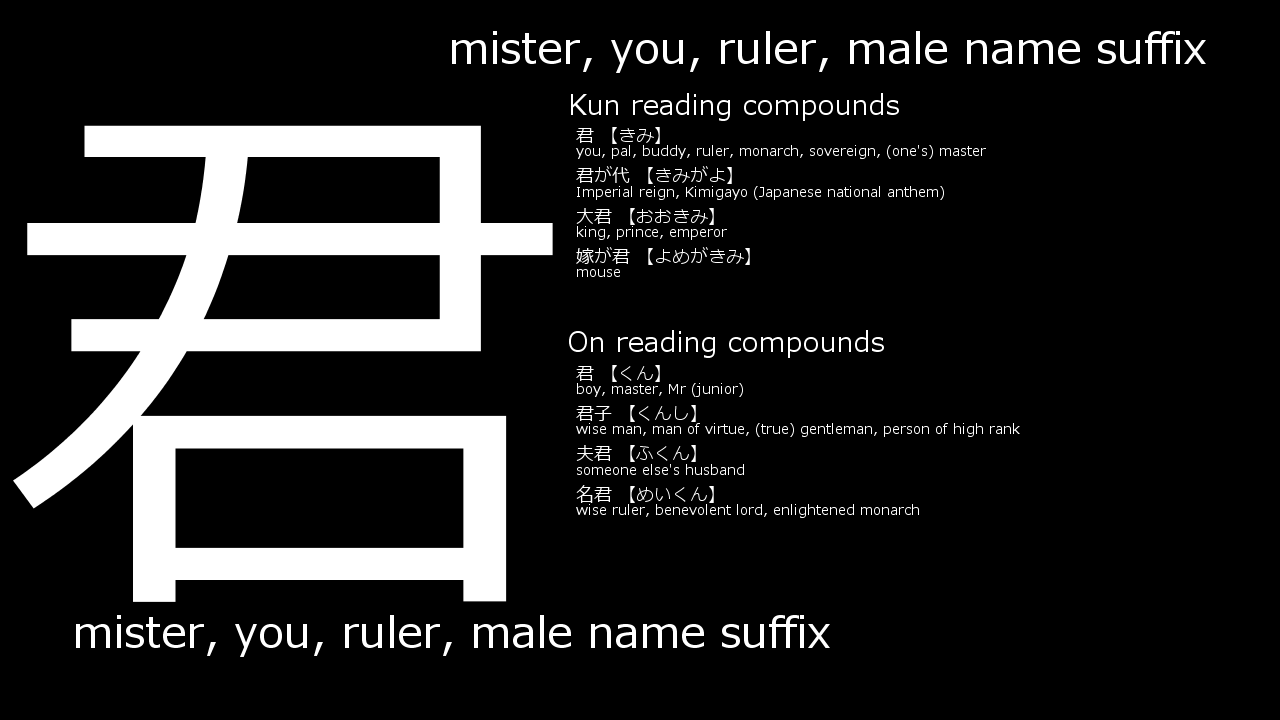 mister, you, ruler, male name suffix
君
Kun reading compounds
君 【きみ】
you, pal, buddy, ruler, monarch, sovereign, (one's) master
君が代 【きみがよ】
Imperial reign, Kimigayo (Japanese national anthem)
大君 【おおきみ】
king, prince, emperor
嫁が君 【よめがきみ】
mouse
On reading compounds
君 【くん】
boy, master, Mr (junior)
君子 【くんし】
wise man, man of virtue, (true) gentleman, person of high rank
夫君 【ふくん】
someone else's husband
名君 【めいくん】
wise ruler, benevolent lord, enlightened monarch
mister, you, ruler, male name suffix